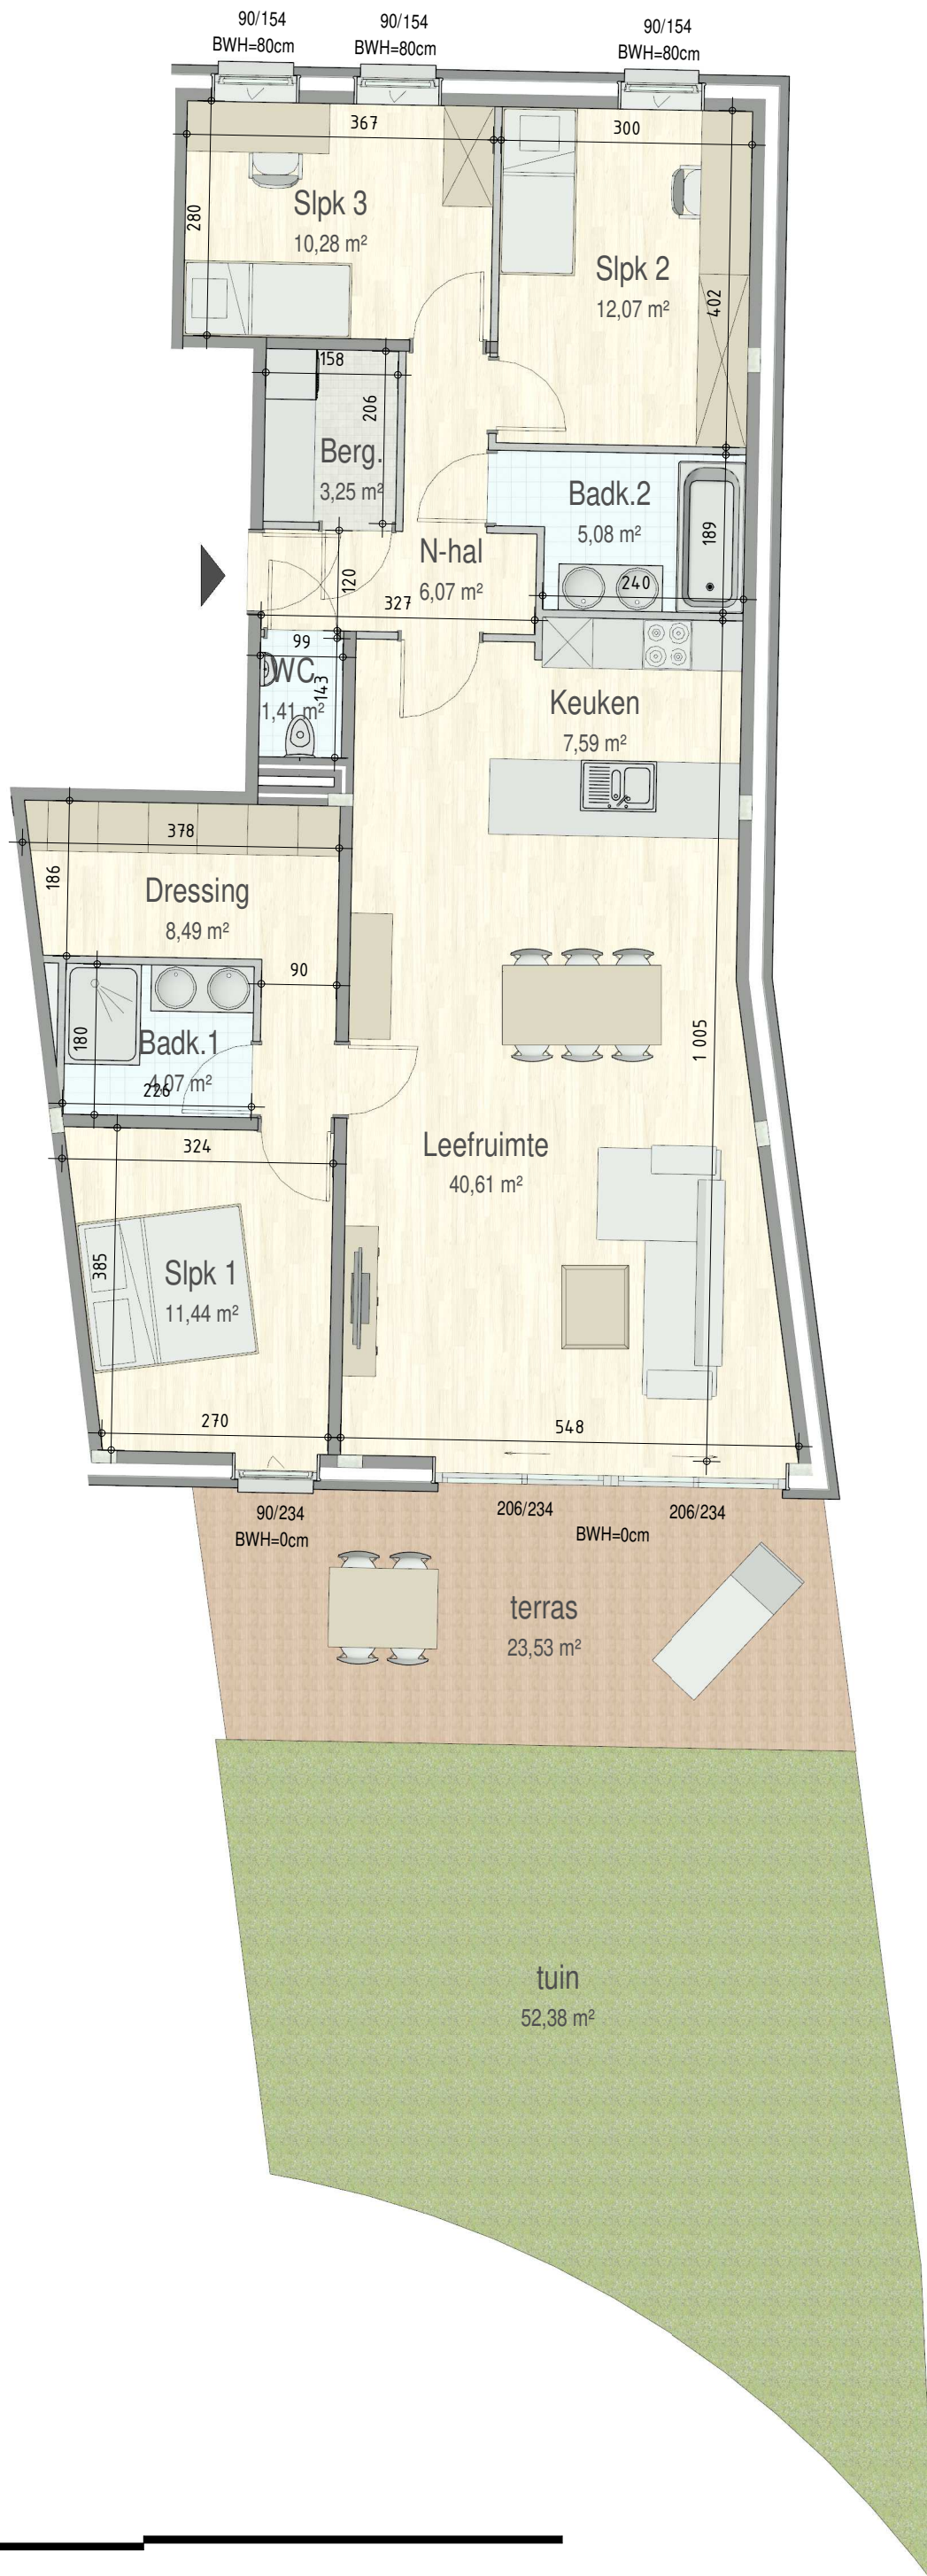 90/154
BWH=80cm
90/154
BWH=80cm
90/154
BWH=80cm
367
300
280
Slpk 3
10,28 m²
Slpk 2
12,07 m²
402
158
206
Berg.
3,25 m²
Badk.2
5,08 m²
189
240
N-hal
6,07 m²
120
327
99
WC
1,41 m²
143
Keuken
7,59 m²
378
186
Dressing
8,49 m²
90
180
Badk.1
4,07 m²
226
1 005
324
Leefruimte
40,61 m²
385
Slpk 1
11,44 m²
270
548
90/234
BWH=0cm
206/234
BWH=0cm
206/234
terras
23,53 m²
tuin
52,38 m²